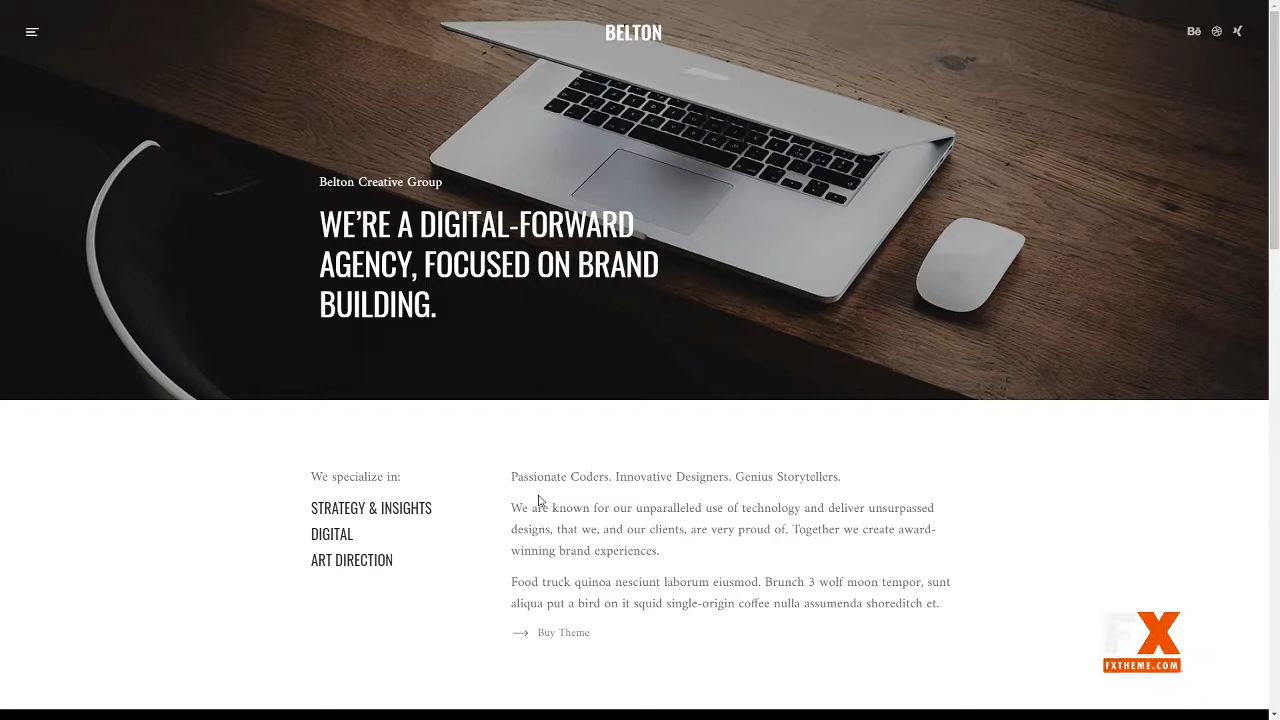 BELTON
Bē
Belton Creative Group
WE'RE A DIGITAL-FORWARD
AGENCY, FOCUSED ON BRAND
BUILDING.
We specialize in:
STRATEGY & INSIGHTS
DIGITAL
ART DIRECTION
Passionate Coders. Innovative Designers. Genius Storytellers.
We are known for our unparalleled use of technology and deliver unsurpassed
designs, that we, and our clients, are very proud of. Together we create award-
winning brand experiences.
Food truck quinoa nesciunt laborum eiusmod. Brunch 3 wolf moon tempor, sunt
aliqua put a bird on it squid single-origin coffee nulla assumenda shoreditch et.
Buy Theme
FX
FXTHEME.COM